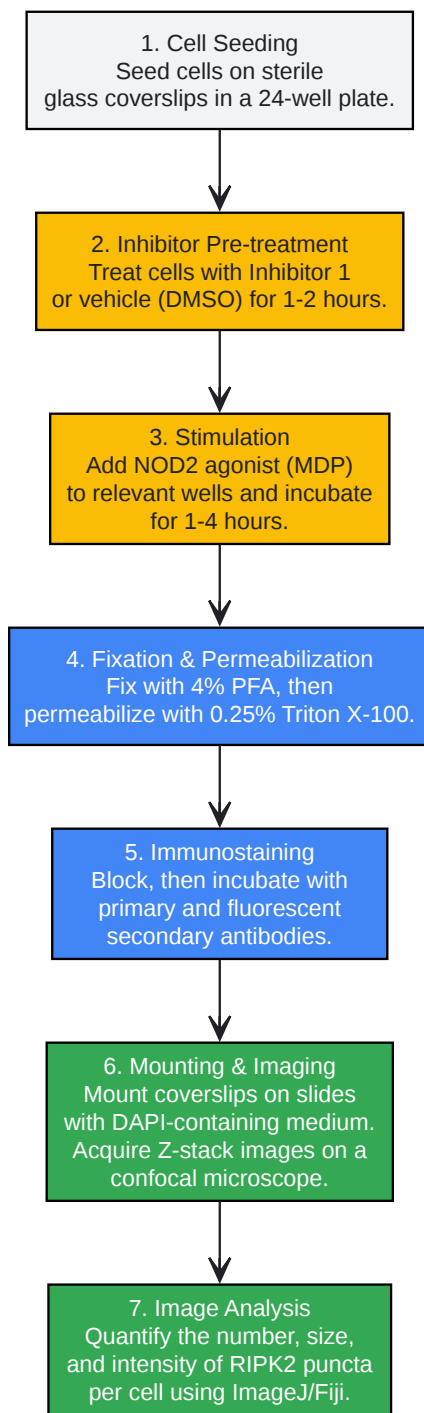 1. Cell Seeding
Seed cells on sterile
glass coverslips in a 24-well plate.
2. Inhibitor Pre-treatment
Treat cells with Inhibitor 1
or vehicle (DMSO) for 1-2 hours.
3. Stimulation
Add NOD2 agonist (MDP)
to relevant wells and incubate
for 1-4 hours.
4. Fixation & Permeabilization
Fix with 4% PFA, then
permeabilize with 0.25% Triton X-100.
5. Immunostaining
Block, then incubate with
primary and fluorescent
secondary antibodies.
6. Mounting & Imaging
Mount coverslips on slides
with DAPI-containing medium.
Acquire Z-stack images on a
confocal microscope.
7. Image Analysis
Quantify the number, size,
and intensity of RIPK2 puncta
per cell using ImageJ/Fiji.